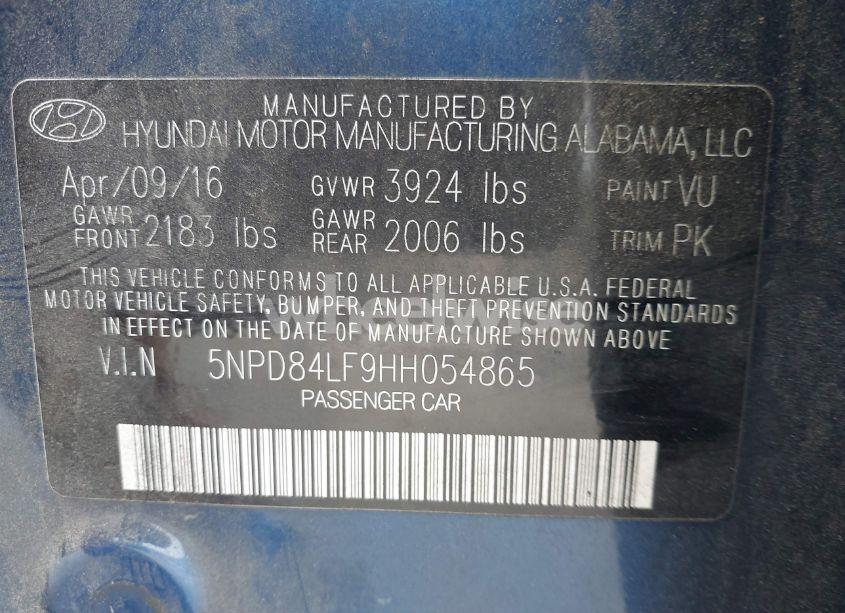 MANUFACTURED BY
HYUNDAI MOTOR MANUFACTURING ALABAMA, LLC
Apr/09/16 GVWR 3924 lbs PAINT VU
GAWR FRONT 2183 lbs GAWR REAR 2006 lbs TRIM PK
THIS VEHICLE CONFORMS TO ALL APPLICABLE U.S.A. FEDERAL
MOTOR VEHICLE SAFETY, BUMPER, AND THEFT PREVENTION STANDARDS
IN EFFECT ON THE DATE OF MANUFACTURE SHOWN ABOVE
V.I.N 5NPD84LF9HH054865
PASSENGER CAR